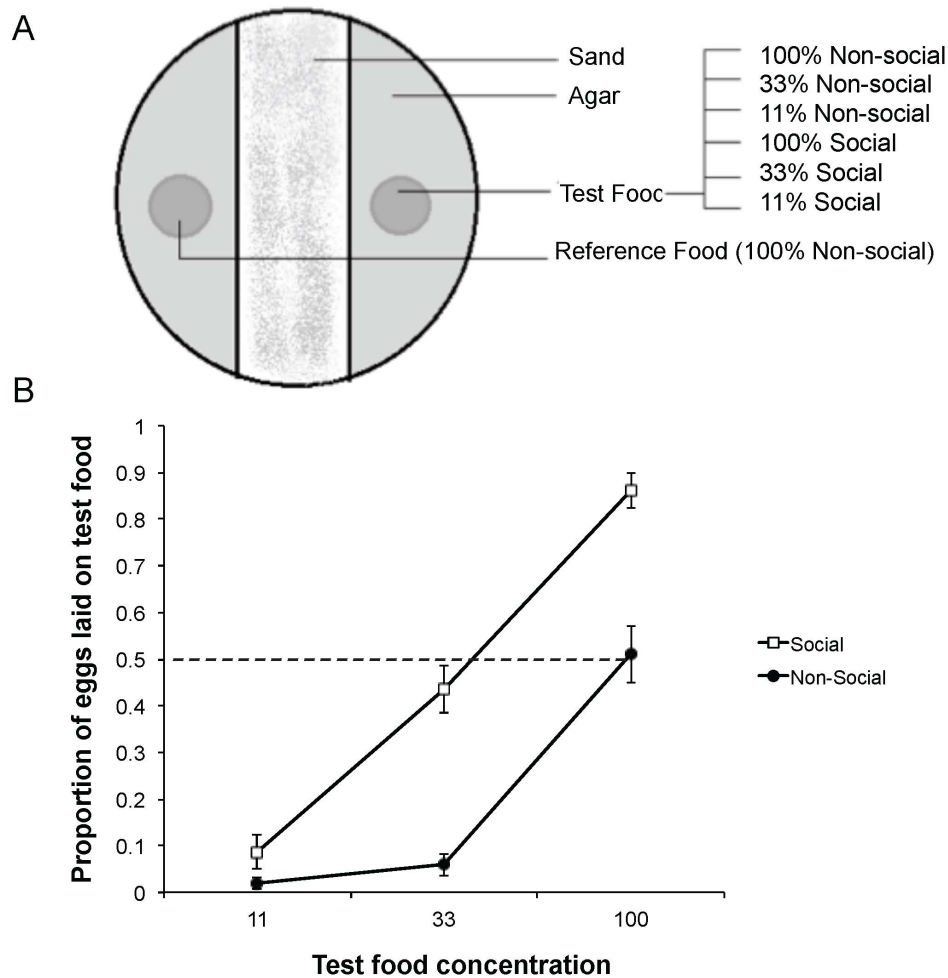 A
Sand
Agar
Test Food
Reference Food (100% Non-social)
100% Non-social
33% Non-social
11% Non-social
100% Social
33% Social
11% Social
B
Proportion of eggs laid on test food
1
0.9
0.8
0.7
0.6
0.5
0.4
0.3
0.2
0.1
0
11
33
100
Test food concentration
Social
Non-Social